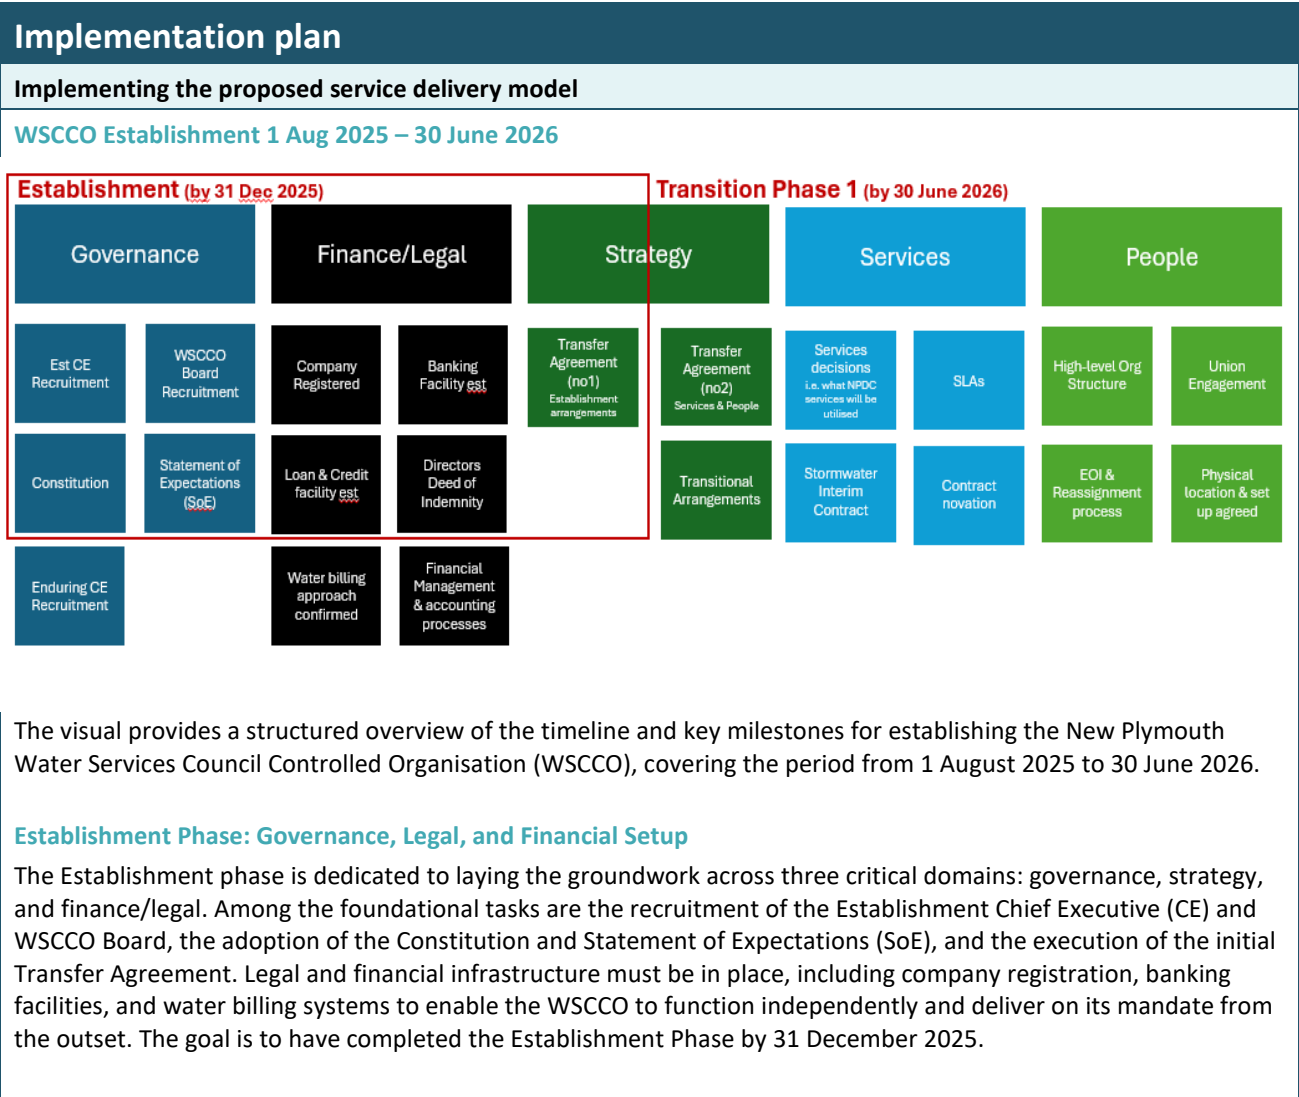 Implementation plan
Implementing the proposed service delivery model
WSCCO Establishment 1 Aug 2025 – 30 June 2026
Establishment (by 31 Dec 2025)
Transition Phase 1 (by 30 June 2026)
Governance
Finance/Legal
Strategy
Services
People
Est CE
Recruitment
WSCCO
Board
Recruitment
Company
Registered
Banking
Facility est
Transfer
Agreement
(no1)
Establishment
arrangements
Transfer
Agreement
(no2)
Services & People
Services
decisions
i.e. what NPDC
services will be
utilised
SLAs
High-level Org
Structure
Union
Engagement
Constitution
Statement of
Expectations
(SoE)
Loan & Credit
facility est
Directors
Deed of
Indemnity
Transitional
Arrangements
Stormwater
Interim
Contract
Contract
novation
EOI &
Reassignment
process
Physical
location & set
up agreed
Enduring CE
Recruitment
Water billing
approach
confirmed
Financial
Management
& accounting
processes
The visual provides a structured overview of the timeline and key milestones for establishing the New Plymouth
Water Services Council Controlled Organisation (WSCCO), covering the period from 1 August 2025 to 30 June 2026.
Establishment Phase: Governance, Legal, and Financial Setup
The Establishment phase is dedicated to laying the groundwork across three critical domains: governance, strategy,
and finance/legal. Among the foundational tasks are the recruitment of the Establishment Chief Executive (CE) and
WSCCO Board, the adoption of the Constitution and Statement of Expectations (SoE), and the execution of the initial
Transfer Agreement. Legal and financial infrastructure must be in place, including company registration, banking
facilities, and water billing systems to enable the WSCCO to function independently and deliver on its mandate from
the outset. The goal is to have completed the Establishment Phase by 31 December 2025.